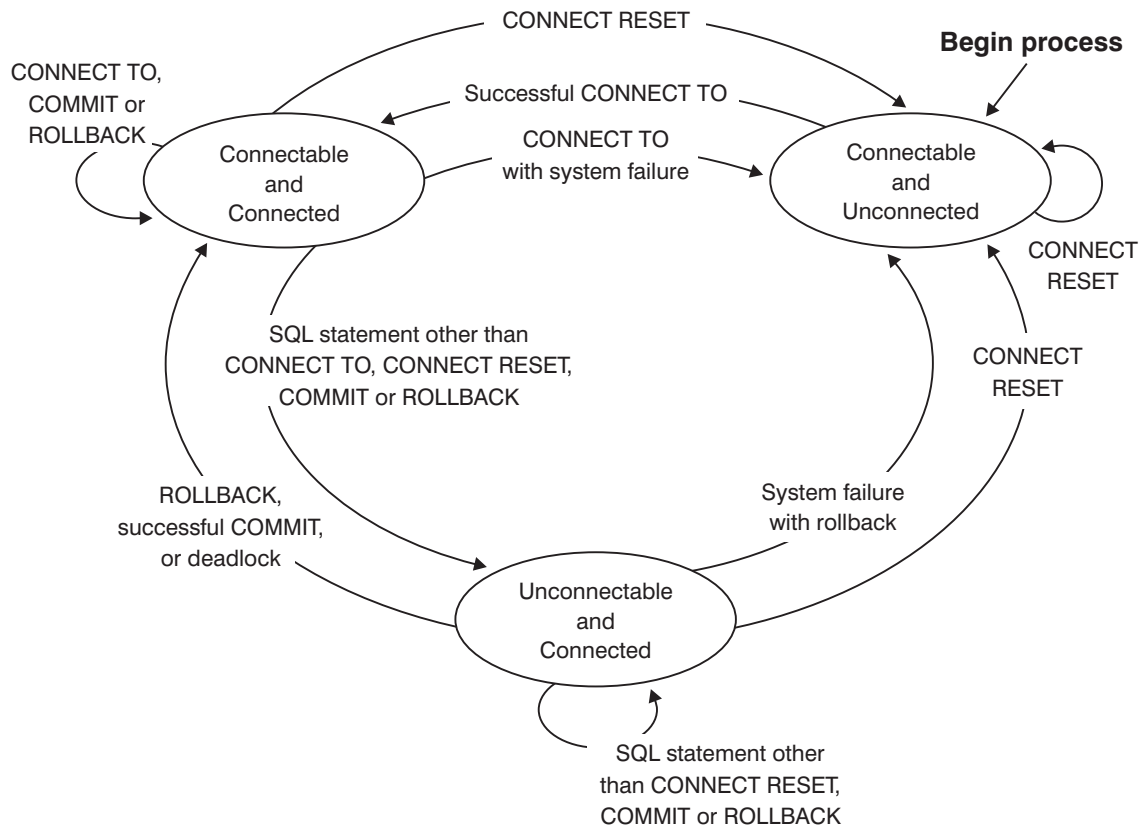 CONNECT RESET
Begin process
CONNECT TO,
COMMIT or
ROLLBACK
Successful CONNECT TO
CONNECT TO
with system failure
Connectable
and
Connected
Connectable
and
Unconnected
CONNECT
RESET
SQL statement other than
CONNECT TO, CONNECT RESET,
COMMIT or ROLLBACK
CONNECT
RESET
ROLLBACK,
successful COMMIT,
or deadlock
System failure
with rollback
Unconnectable
and
Connected
SQL statement other
than CONNECT RESET,
COMMIT or ROLLBACK